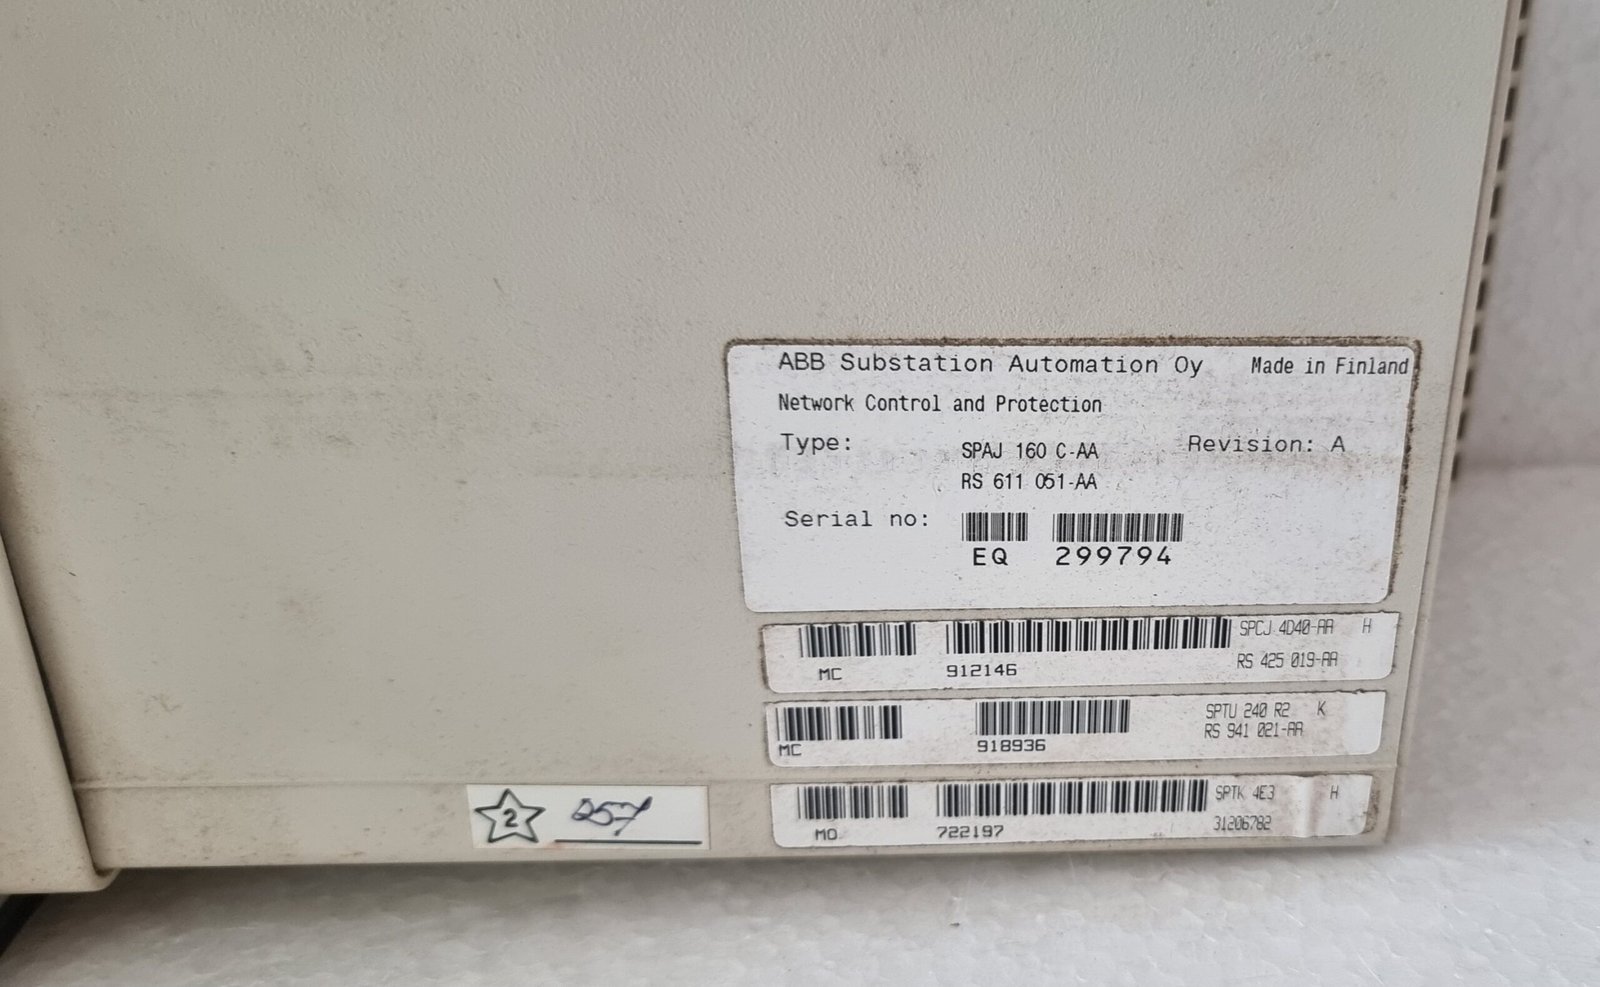 ABB Substation Automation Oy Made in Finland
Network Control and Protection
Type: SPAJ 160 C-AA Revision: A
RS 611 051-AA
Serial no:
EQ 299794
SPCJ 4D40-AA H
MC 912146 RS 425 019-AA
SPTU 240 R2 K
RS 941 021-AA
MC 918936
SPTK 4E3 H
MO 722197 31206782
2 257